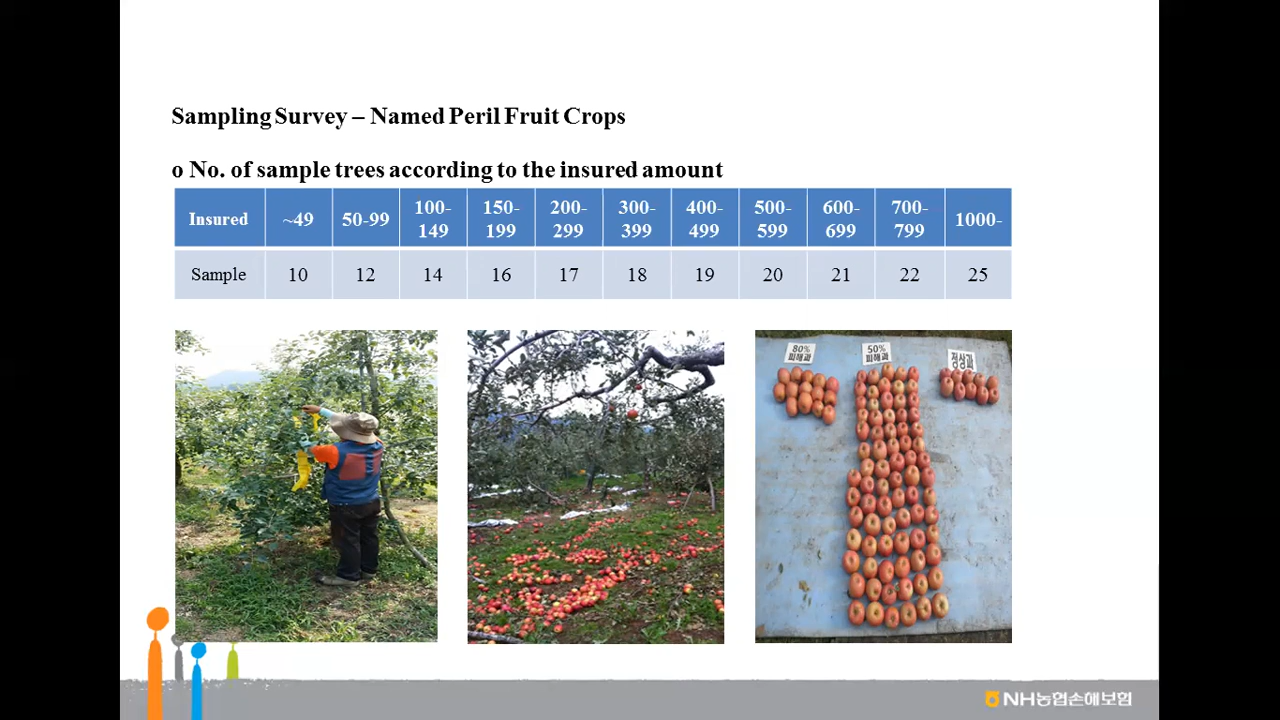 Sampling Survey – Named Peril Fruit Crops
o No. of sample trees according to the insured amount
Insured ~49 50-99 100-149 150-199 200-299 300-399 400-499 500-599 600-699 700-799 1000-
Sample 10 12 14 16 17 18 19 20 21 22 25
80% 50% 정상과
피해과 피해과
NH농협손해보험